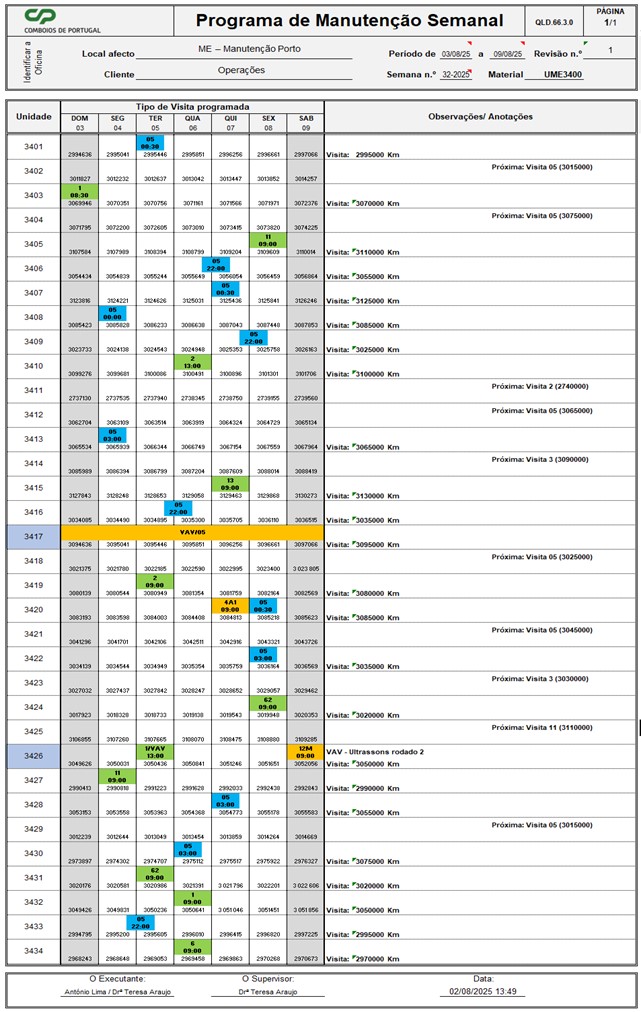 COMBOIOS DE PORTUGAL
Programa de Manutenção Semanal
QLD.66.3.0
PÁGINA
1/1
Identificar a Oficina
Local afecto ME – Manutenção Porto
Período de 03/08/25 a 09/08/25 Revisão n.º 1
Cliente Operações
Semana n.º 32-2025 Material UME3400
Unidade Tipo de Visita programada Observações/ Anotações
DOM SEG TER QUA QUI SEX SAB
03 04 05 06 07 08 09
05
00:30
3401 2994636 2995041 2995446 2995851 2996256 2996661 2997066 Visita: 2995000 Km
3402 Próxima: Visita 05 (3015000)
3011827 3012232 3012637 3013042 3013447 3013852 3014257
1
00:30
3403 3069946 3070351 3070756 3071161 3071566 3071971 3072376 Visita: 3070000 Km
3404 Próxima: Visita 05 (3075000)
3071795 3072200 3072605 3073010 3073415 3073820 3074225
11
09:00
3405 3107584 3107989 3108394 3108799 3109204 3109609 3110014 Visita: 3110000 Km
05
22:00
3406 3054434 3054839 3055244 3055649 3056054 3056459 3056864 Visita: 3055000 Km
05
00:30
3407 3123816 3124221 3124626 3125031 3125436 3125841 3126246 Visita: 3125000 Km
05
00:00
3408 3085423 3085828 3086233 3086638 3087043 3087448 3087853 Visita: 3085000 Km
05
22:00
3409 3023733 3024138 3024543 3024948 3025353 3025758 3026163 Visita: 3025000 Km
2
13:00
3410 3099276 3099681 3100086 3100491 3100896 3101301 3101706 Visita: 3100000 Km
3411 Próxima: Visita 2 (2740000)
2737130 2737535 2737940 2738345 2738750 2739155 2739560
3412 Próxima: Visita 05 (3065000)
3062704 3063109 3063514 3063919 3064324 3064729 3065134
05
03:00
3413 3065534 3065939 3066344 3066749 3067154 3067559 3067964 Visita: 3065000 Km
3414 Próxima: Visita 3 (3090000)
3085989 3086394 3086799 3087204 3087609 3088014 3088419
13
09:00
3415 3127843 3128248 3128653 3129058 3129463 3129868 3130273 Visita: 3130000 Km
05
22:00
3416 3034085 3034490 3034895 3035300 3035705 3036110 3036515 Visita: 3035000 Km
VAV/05
3417 3094636 3095041 3095446 3095851 3096256 3096661 3097066 Visita: 3095000 Km
3418 Próxima: Visita 05 (3025000)
3021375 3021780 3022185 3022590 3022995 3023400 3 023 805
2
09:00
3419 3080139 3080544 3080949 3081354 3081759 3082164 3082569 Visita: 3080000 Km
4A1 05
09:00 00:30
3420 3083193 3083598 3084003 3084408 3084813 3085218 3085623 Visita: 3085000 Km
3421 Próxima: Visita 05 (3045000)
3041296 3041701 3042106 3042511 3042916 3043321 3043726
05
03:00
3422 3034139 3034544 3034949 3035354 3035759 3036164 3036569 Visita: 3035000 Km
3423 Próxima: Visita 3 (3030000)
3027032 3027437 3027842 3028247 3028652 3029057 3029462
62
09:00
3424 3017923 3018328 3018733 3019138 3019543 3019948 3020353 Visita: 3020000 Km
3425 Próxima: Visita 11 (3110000)
3106855 3107260 3107665 3108070 3108475 3108880 3109285
1/VAV 12M VAV - Ultrassons rodado 2
13:00 09:00
3426 3049626 3050031 3050436 3050841 3051246 3051651 3052056 Visita: 3050000 Km
11
09:00
3427 2990413 2990818 2991223 2991628 2992033 2992438 2992843 Visita: 2990000 Km
05
03:00
3428 3053153 3053558 3053963 3054368 3054773 3055178 3055583 Visita: 3055000 Km
3429 Próxima: Visita 05 (3015000)
3012239 3012644 3013049 3013454 3013859 3014264 3014669
05
03:00
3430 2973897 2974302 2974707 2975112 2975517 2975922 2976327 Visita: 3075000 Km
62
09:00
3431 3020176 3020581 3020986 3021391 3 021 796 3022201 3 022 606 Visita: 3020000 Km
1
09:00
3432 3049426 3049831 3050236 3050641 3 051 046 3051451 3 051 856 Visita: 3050000 Km
05
22:00
3433 2994795 2995200 2995605 2996010 2996415 2996820 2997225 Visita: 2995000 Km
6
09:00
3434 2968243 2968648 2969053 2969458 2969863 2970268 2970673 Visita: 2970000 Km
O Executante: O Supervisor: Data:
António Lima / Drª Teresa Araujo Drª Teresa Araujo 02/08/2025 13:49